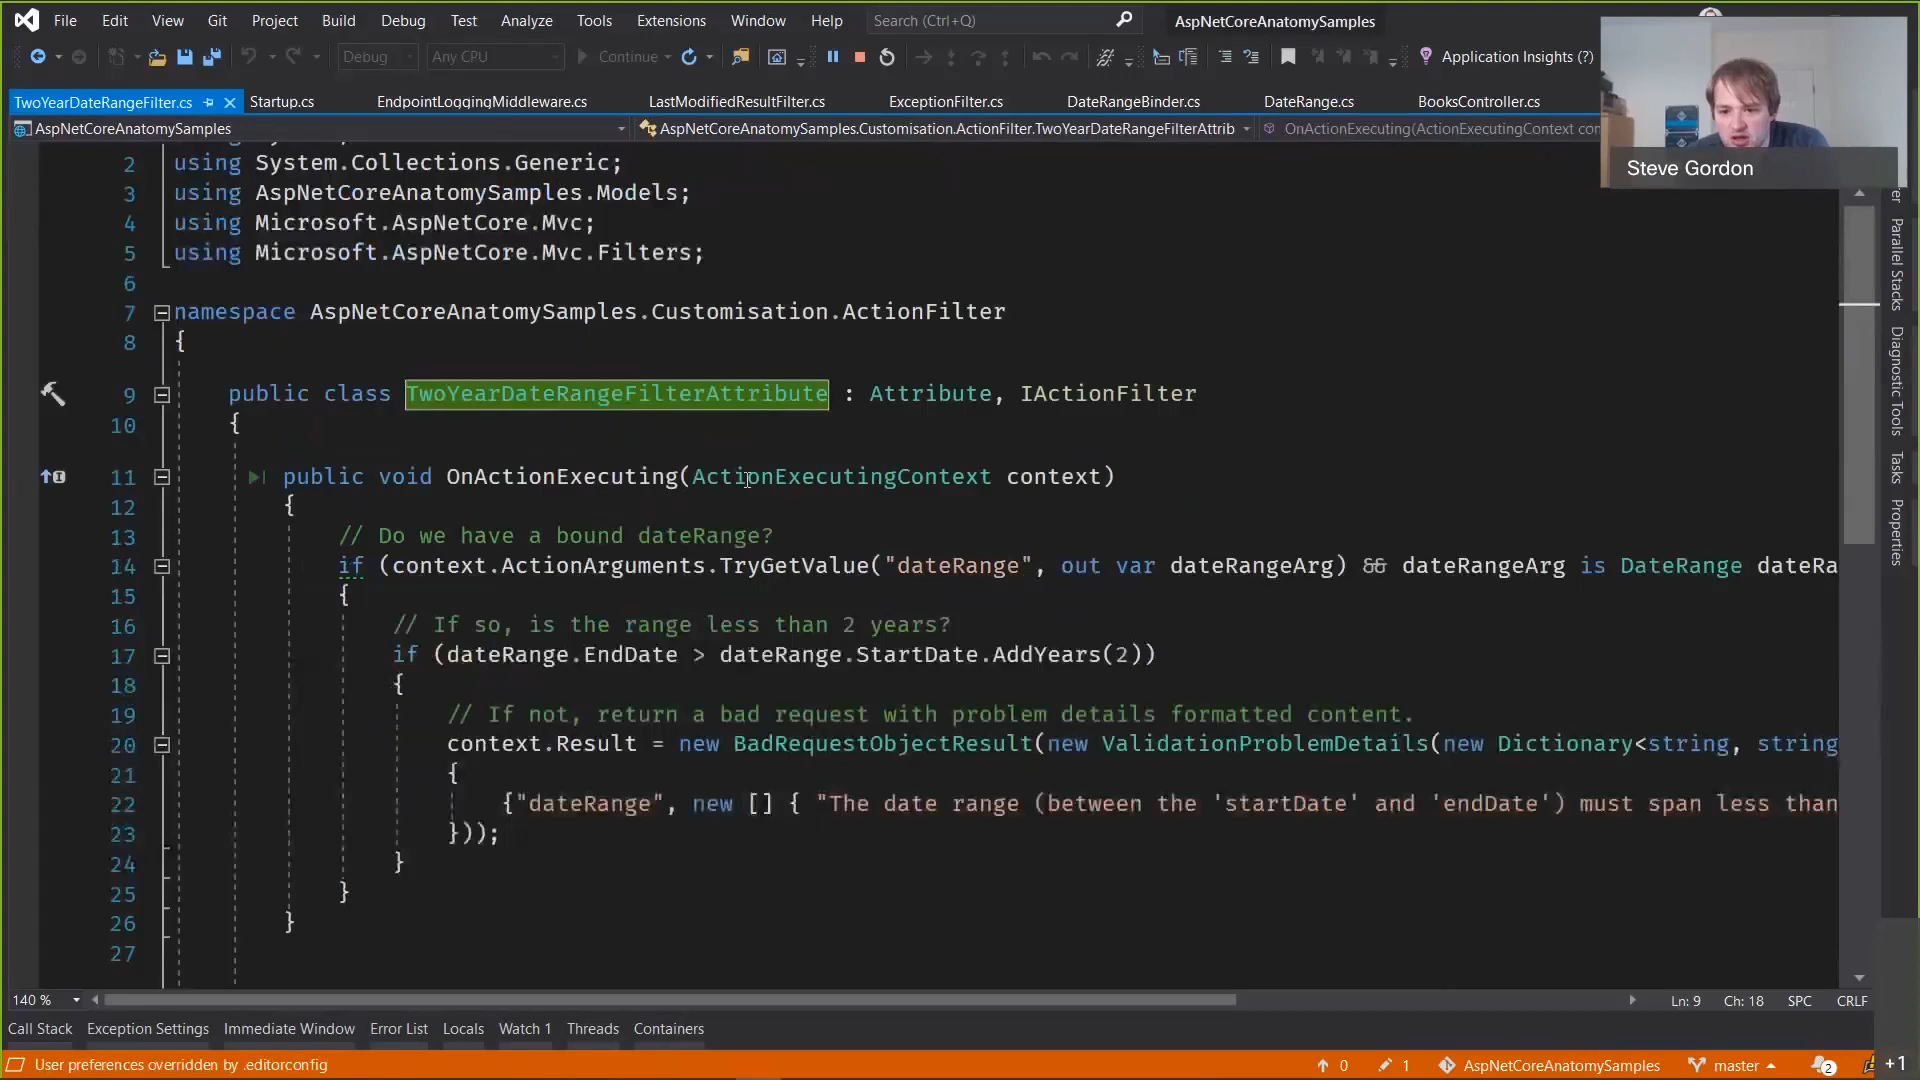 File Edit View Git Project Build Debug Test Analyze Tools Extensions Window Help Search (Ctrl+Q) AspNetCoreAnatomySamples
Debug Any CPU Continue Application Insights (?)
TwoYearDateRangeFilter.cs Startup.cs EndpointLoggingMiddleware.cs LastModifiedResultFilter.cs ExceptionFilter.cs DateRangeBinder.cs DateRange.cs BooksController.cs
AspNetCoreAnatomySamples AspNetCoreAnatomySamples.Customisation.ActionFilter.TwoYearDateRangeFilterAttrib OnActionExecuting(ActionExecutingContext con
Steve Gordon
2 using System.Collections.Generic;
3 using AspNetCoreAnatomySamples.Models;
4 using Microsoft.AspNetCore.Mvc;
5 using Microsoft.AspNetCore.Mvc.Filters;
6
7 namespace AspNetCoreAnatomySamples.Customisation.ActionFilter
8 {
9 public class TwoYearDateRangeFilterAttribute : Attribute, IActionFilter
10 {
11 public void OnActionExecuting(ActionExecutingContext context)
12 {
13 // Do we have a bound dateRange?
14 if (context.ActionArguments.TryGetValue("dateRange", out var dateRangeArg) && dateRangeArg is DateRange dateRa
15 {
16 // If so, is the range less than 2 years?
17 if (dateRange.EndDate > dateRange.StartDate.AddYears(2))
18 {
19 // If not, return a bad request with problem details formatted content.
20 context.Result = new BadRequestObjectResult(new ValidationProblemDetails(new Dictionary<string, string
21 {
22 {"dateRange", new [] { "The date range (between the 'startDate' and 'endDate') must span less than
23 }));
24 }
25 }
26 }
27
Parallel Stacks
Diagnostic Tools
Tasks
Properties
140 % Ln: 9 Ch: 18 SPC CRLF
Call Stack Exception Settings Immediate Window Error List Locals Watch 1 Threads Containers
User preferences overridden by .editorconfig 0 1 AspNetCoreAnatomySamples master 2 +1